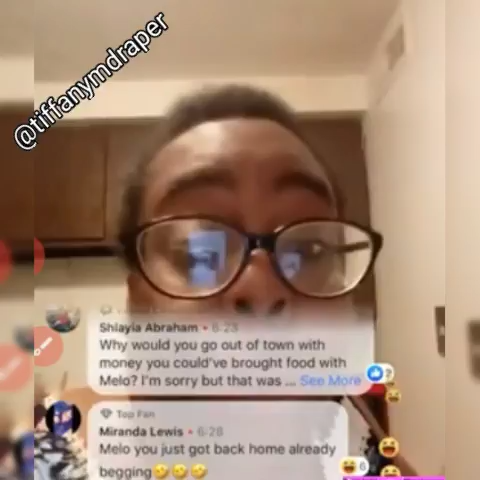 @tiffanymdraper
Shlayla Abraham • 6:23
Why would you go out of town with
money you could've brought food with
Melo? I'm sorry but that was ... See More
2
Top Fan
Miranda Lewis • 6:28
Melo you just got back home already
begging🤣🤣🤣
6